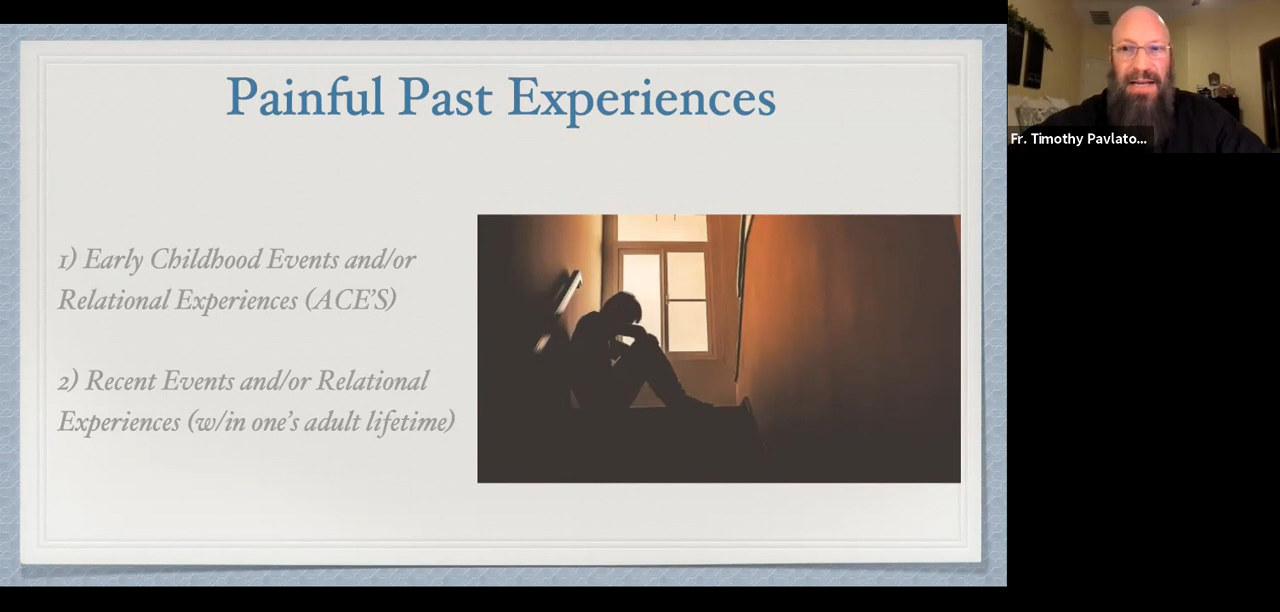 Painful Past Experiences
1) Early Childhood Events and/or
Relational Experiences (ACE'S)
2) Recent Events and/or Relational
Experiences (w/in one's adult lifetime)
Fr. Timothy Pavlato...